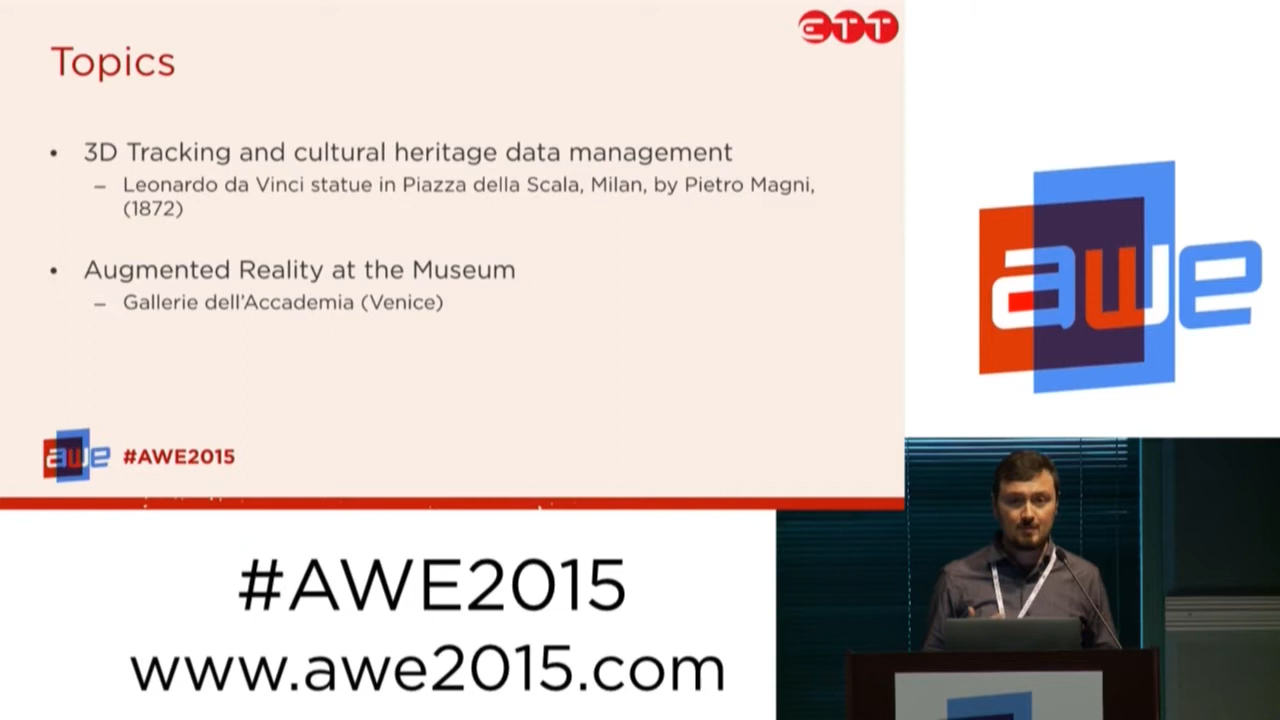 ETT
Topics
• 3D Tracking and cultural heritage data management
– Leonardo da Vinci statue in Piazza della Scala, Milan, by Pietro Magni,
(1872)
• Augmented Reality at the Museum
– Gallerie dell'Accademia (Venice)
awe #AWE2015
awe
#AWE2015
www.awe2015.com